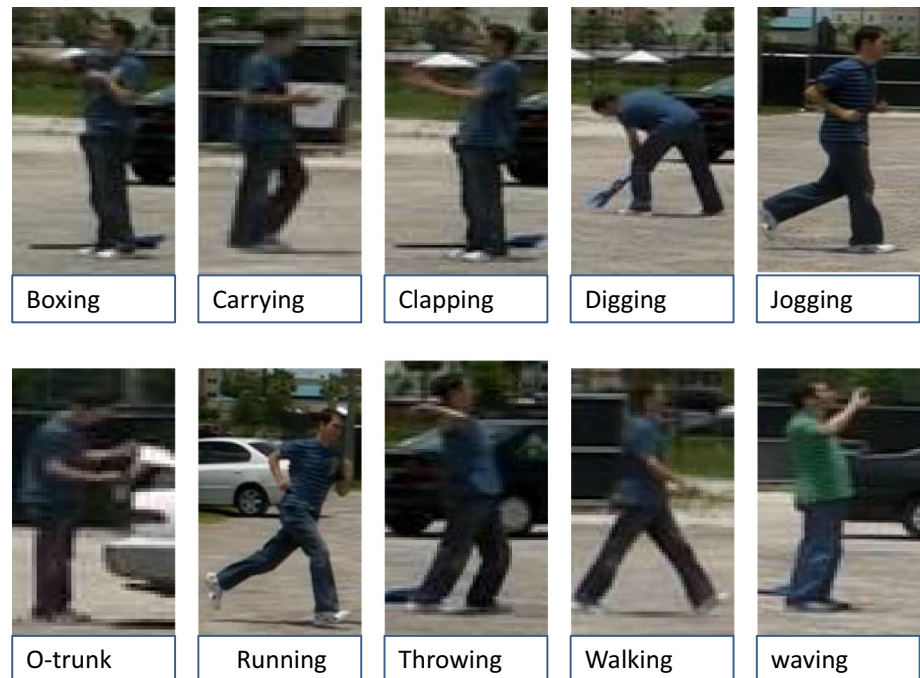 Boxing
Carrying
Clapping
Digging
Jogging
O-trunk
Running
Throwing
Walking
waving